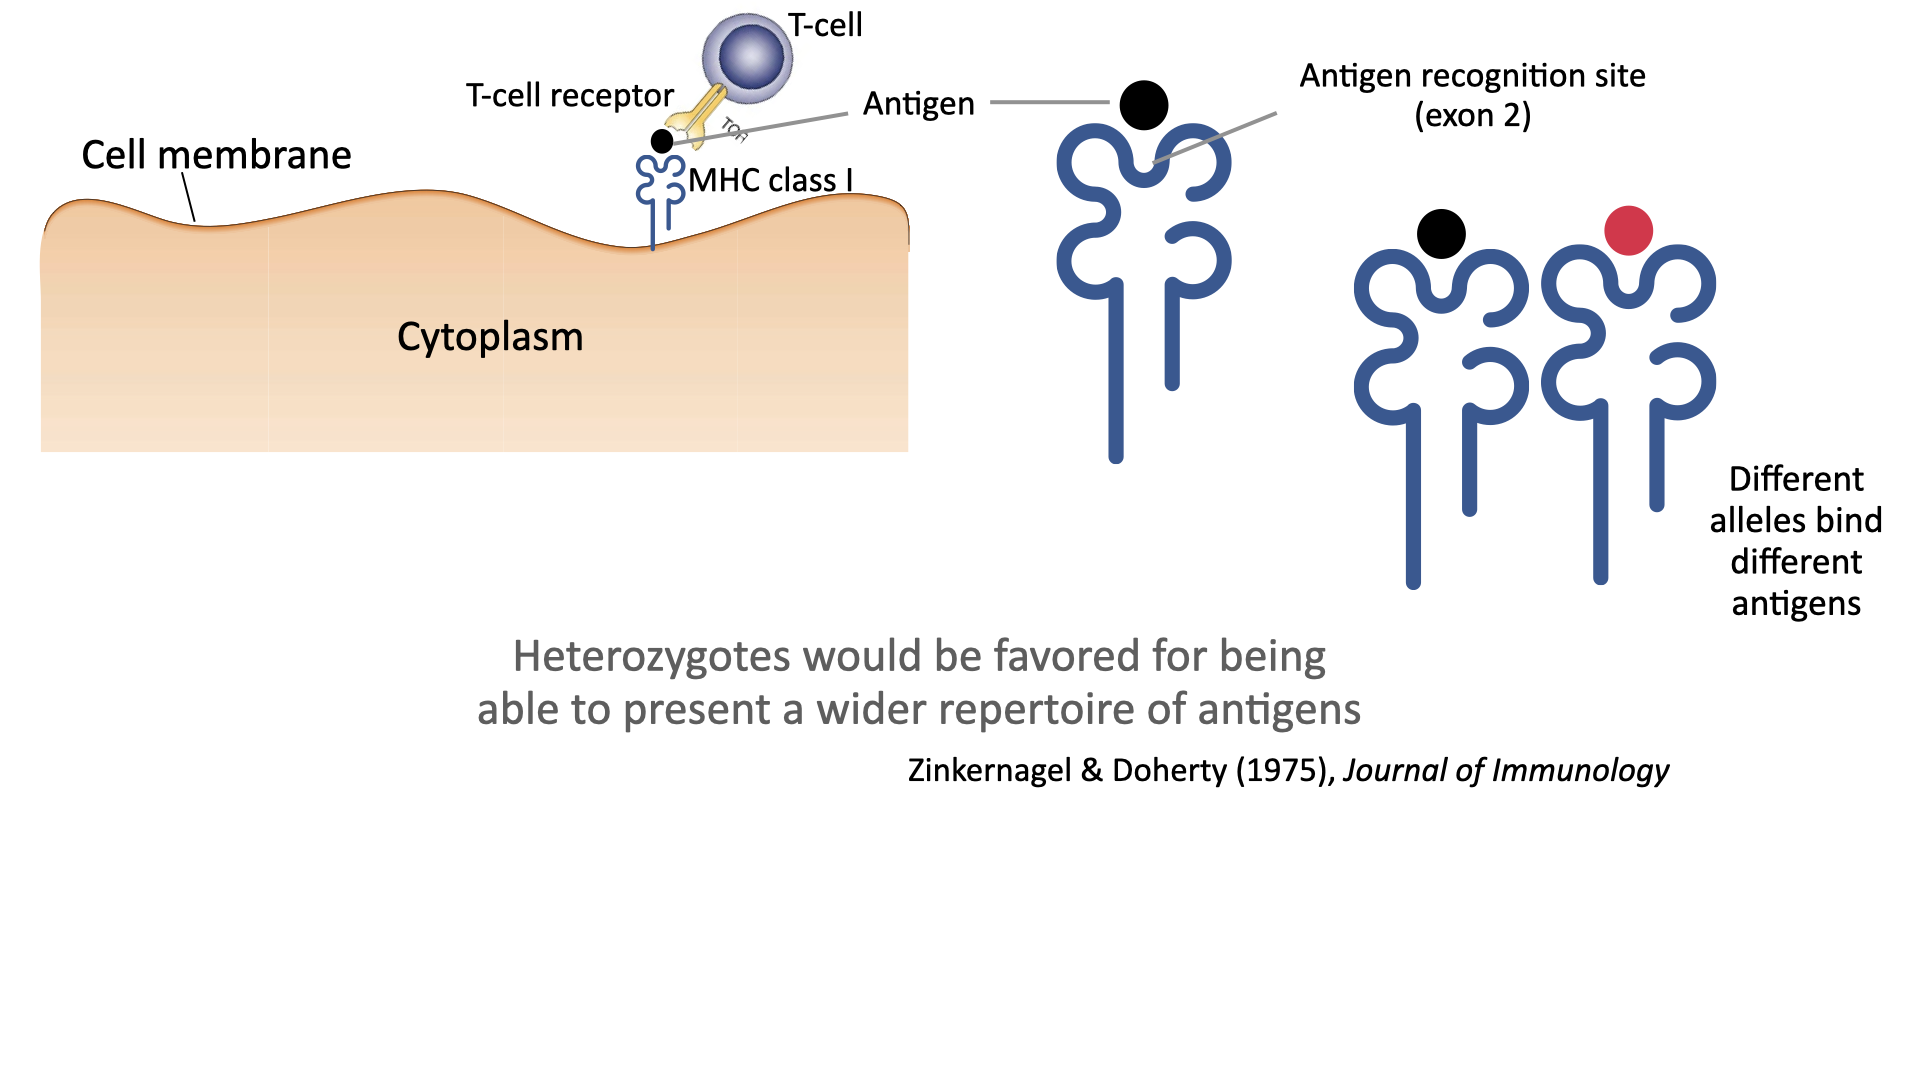 T-cell
T-cell receptor
TCR
Antigen
Antigen recognition site
(exon 2)
Cell membrane
MHC class I
Cytoplasm
Different
alleles bind
different
antigens
Heterozygotes would be favored for being
able to present a wider repertoire of antigens
Zinkernagel & Doherty (1975), Journal of Immunology